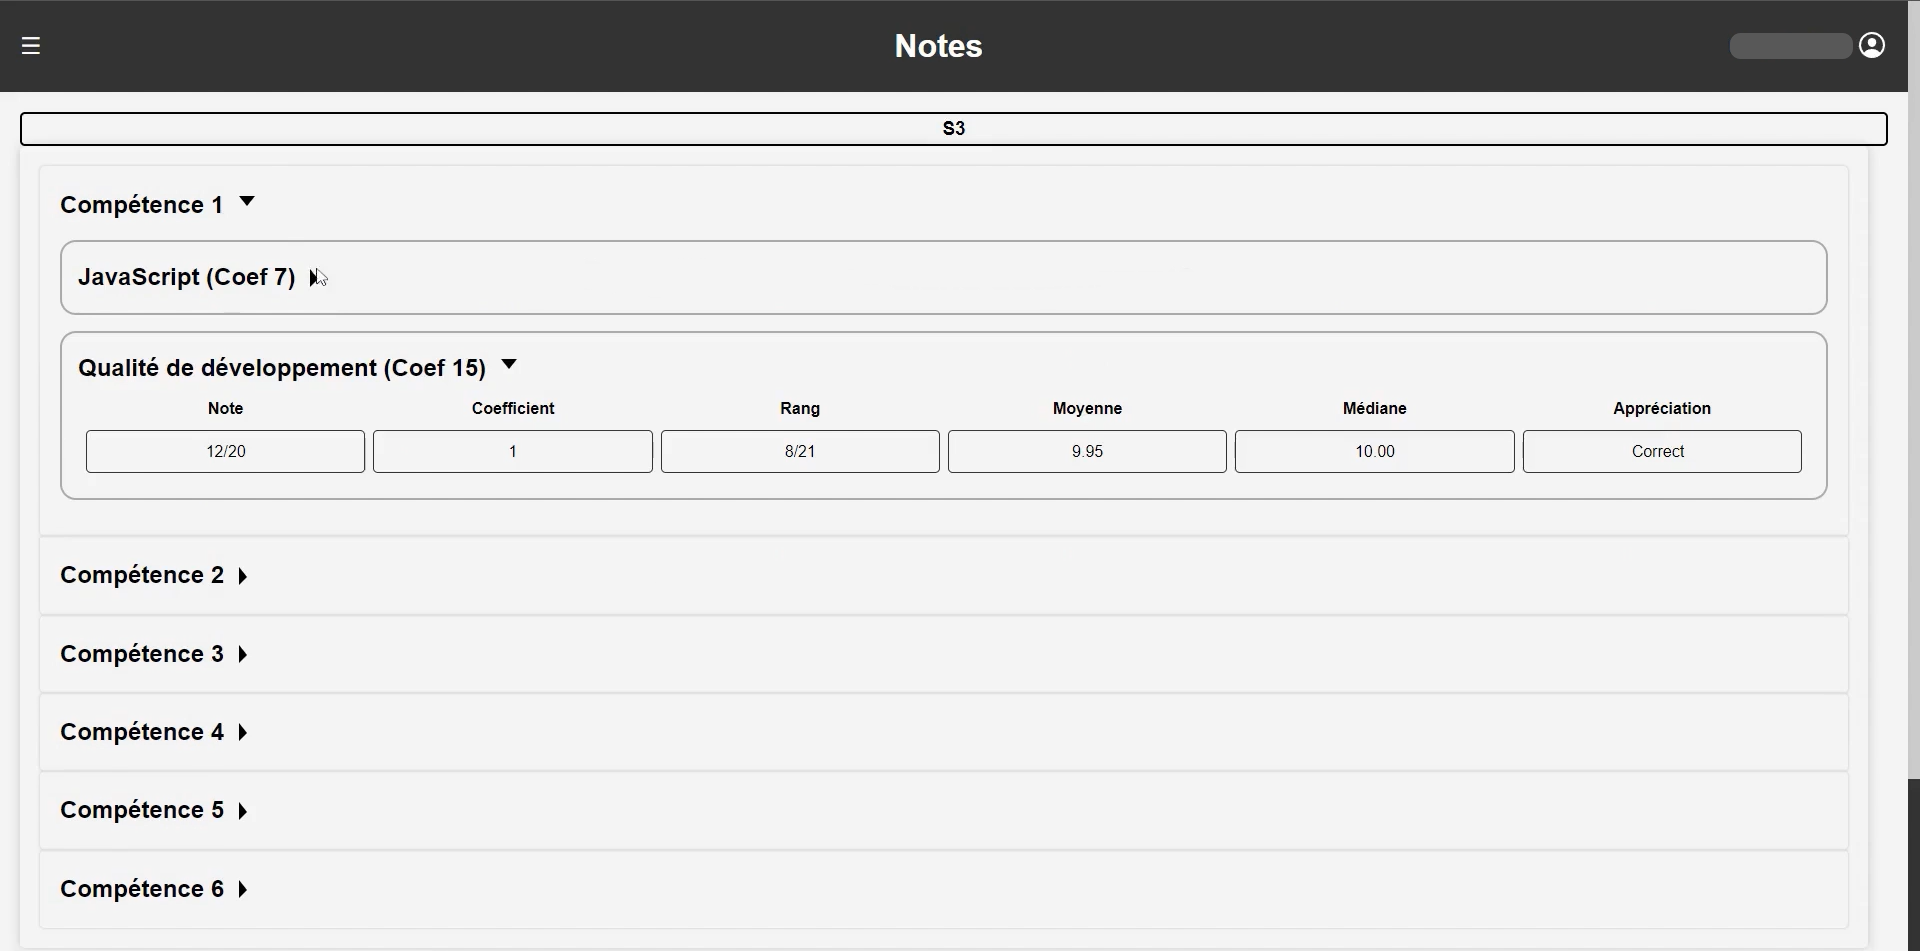 Notes
S3
Compétence 1
JavaScript (Coef 7)
Qualité de développement (Coef 15)
Note Coefficient Rang Moyenne Médiane Appréciation
12/20 1 8/21 9.95 10.00 Correct
Compétence 2
Compétence 3
Compétence 4
Compétence 5
Compétence 6